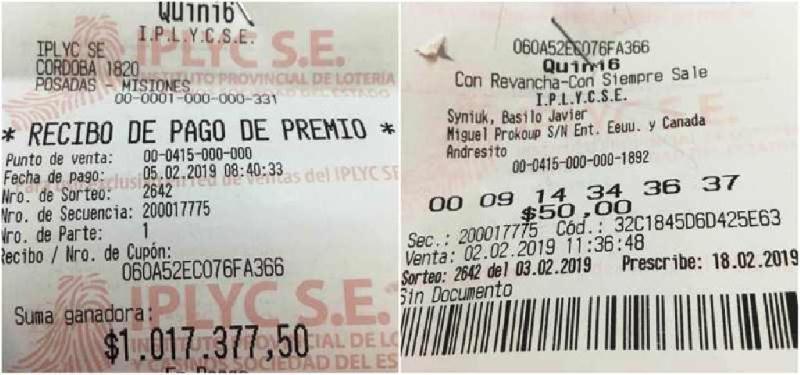 Quini6
I.P.L.Y.C.S.E.
IPLYC SE
CORDOBA 1820
POSADAS - MISIONES
00-0001-000-000-331
IPLYC S.E.
INSTITUTO PROVINCIAL DE LOTERÍA
* RECIBO DE PAGO DE PREMIO *
Punto de venta: 00-0415-000-000
Fecha de pago: 05.02.2019 08:40:33
Nro. de Sorteo: 2642
Nro. de Secuencia: 200017775
Nro. de Parte: 1
Recibo / Nro. de Cupón:
060A52EC076FA366
IPLYC S.E.
Suma ganadora:
$1.017.377,50
060A52EC076FA366
Quini6
Con Revancha-Con Siempre Sale
I.P.L.Y.C.S.E.
Syniuk, Basilo Javier
Miguel Prokoup S/N Ent. Eeuu. y Canada
Andresito
00-0415-000-000-1892
00 09 14 34 36 37
$50,00
Sec.: 200017775 Cód.: 32C1845D6D425E63
Venta: 02.02.2019 11:36:48
Sorteo: 2642 del 03.02.2019 Prescribe: 18.02.2019
Sin Documento